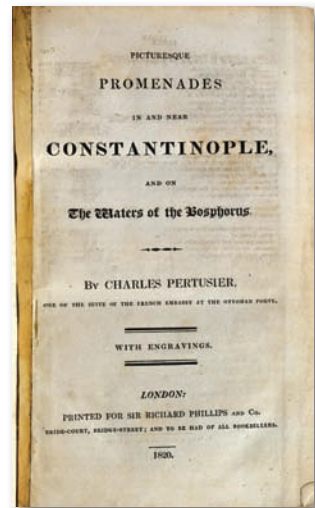 PICTURESQUE
PROMENADES
IN AND NEAR
CONSTANTINOPLE,
AND ON
The Waters of the Bosphorus
BY CHARLES PERTUSIER,
ONE OF THE SUITE OF THE FRENCH EMBASSY AT THE OTTOMAN PORTE.
WITH ENGRAVINGS.
LONDON:
PRINTED FOR SIR RICHARD PHILLIPS AND CO.
BRIDE-COURT, BRIDGE-STREET; AND TO BE HAD OF ALL BOOKSELLERS.
1820.